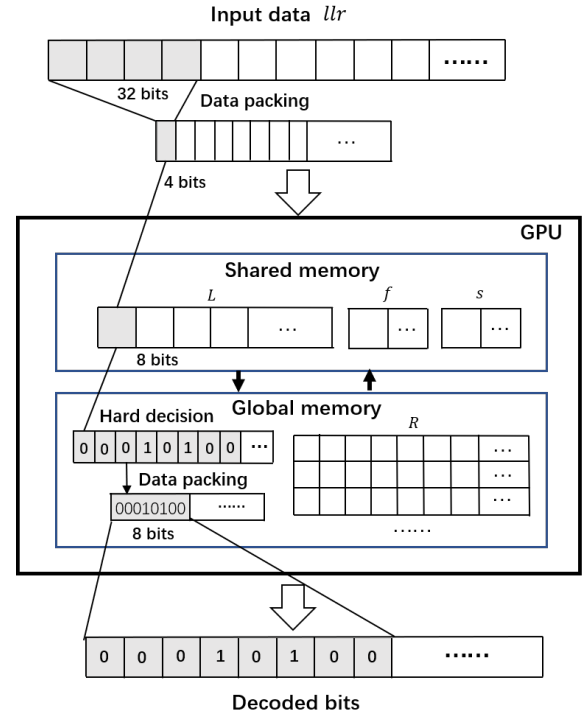 Input data llr
……
32 bits
Data packing
...
4 bits
GPU
Shared memory
L f s
... ... ...
8 bits
Global memory
Hard decision
R
0 0 0 1 0 1 0 0 ...
...
Data packing
...
00010100 ……
...
8 bits
……
0 0 0 1 0 1 0 0 ……
Decoded bits